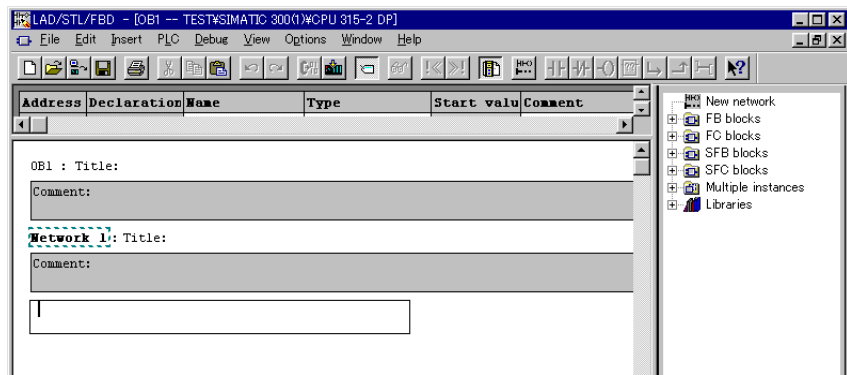 LAD/STL/FBD - [OB1 -- TEST¥SIMATIC 300(1)¥CPU 315-2 DP]
File Edit Insert PLC Debug View Options Window Help
Address Declaration Name Type Start valu Comment
OB1 : Title:
Comment:
Network 1: Title:
Comment:
New network
FB blocks
FC blocks
SFB blocks
SFC blocks
Multiple instances
Libraries